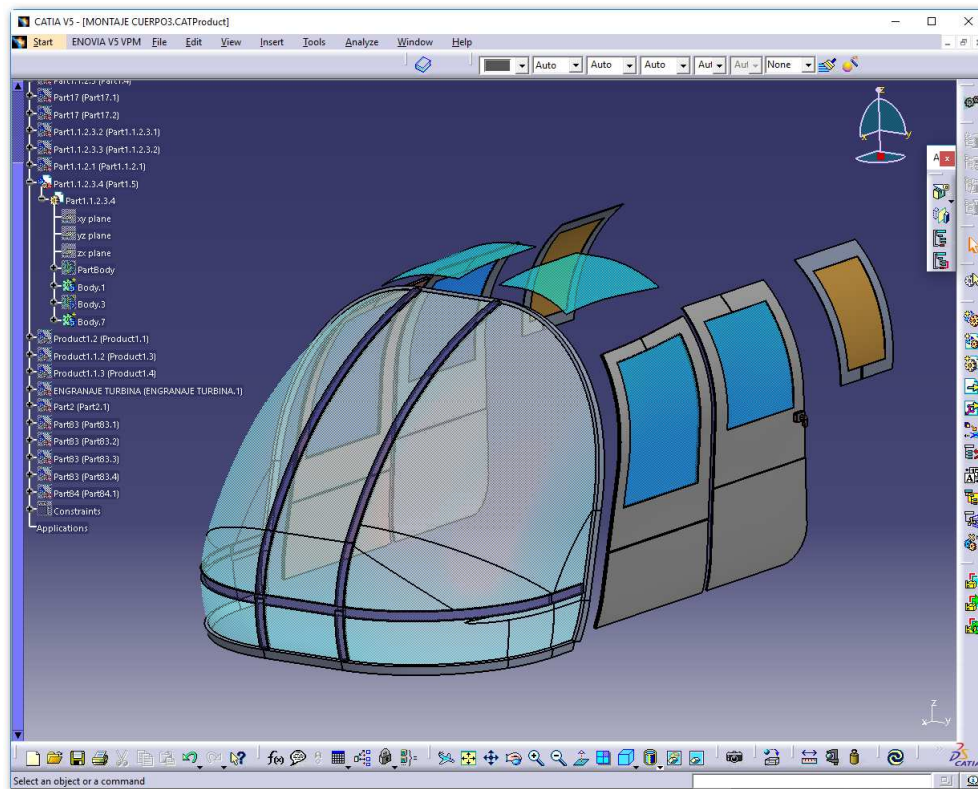 CATIA V5 - [MONTAJE CUERPO3.CATProduct]
Start ENOVIA V5 VPM File Edit View Insert Tools Analyze Window Help
Auto Auto Auto Aut Aut None
Part17 (Part17.1)
Part17 (Part17.2)
Part1.1.2.3.2 (Part1.1.2.3.1)
Part1.1.2.3.3 (Part1.1.2.3.2)
Part1.1.2.1 (Part1.1.2.1)
Part1.1.2.3.4 (Part1.5)
Part1.1.2.3.4
xy plane
yz plane
zx plane
PartBody
Body.1
Body.3
Body.7
Product1.2 (Product1.1)
Product1.1.2 (Product1.3)
Product1.1.3 (Product1.4)
ENGRANAJE TURBINA (ENGRANAJE TURBINA.1)
Part2 (Part2.1)
Part83 (Part83.1)
Part83 (Part83.2)
Part83 (Part83.3)
Part83 (Part83.4)
Part84 (Part84.1)
Constraints
Applications
z
x
y
A...
z
x y
f(x)
CATIA
Select an object or a command